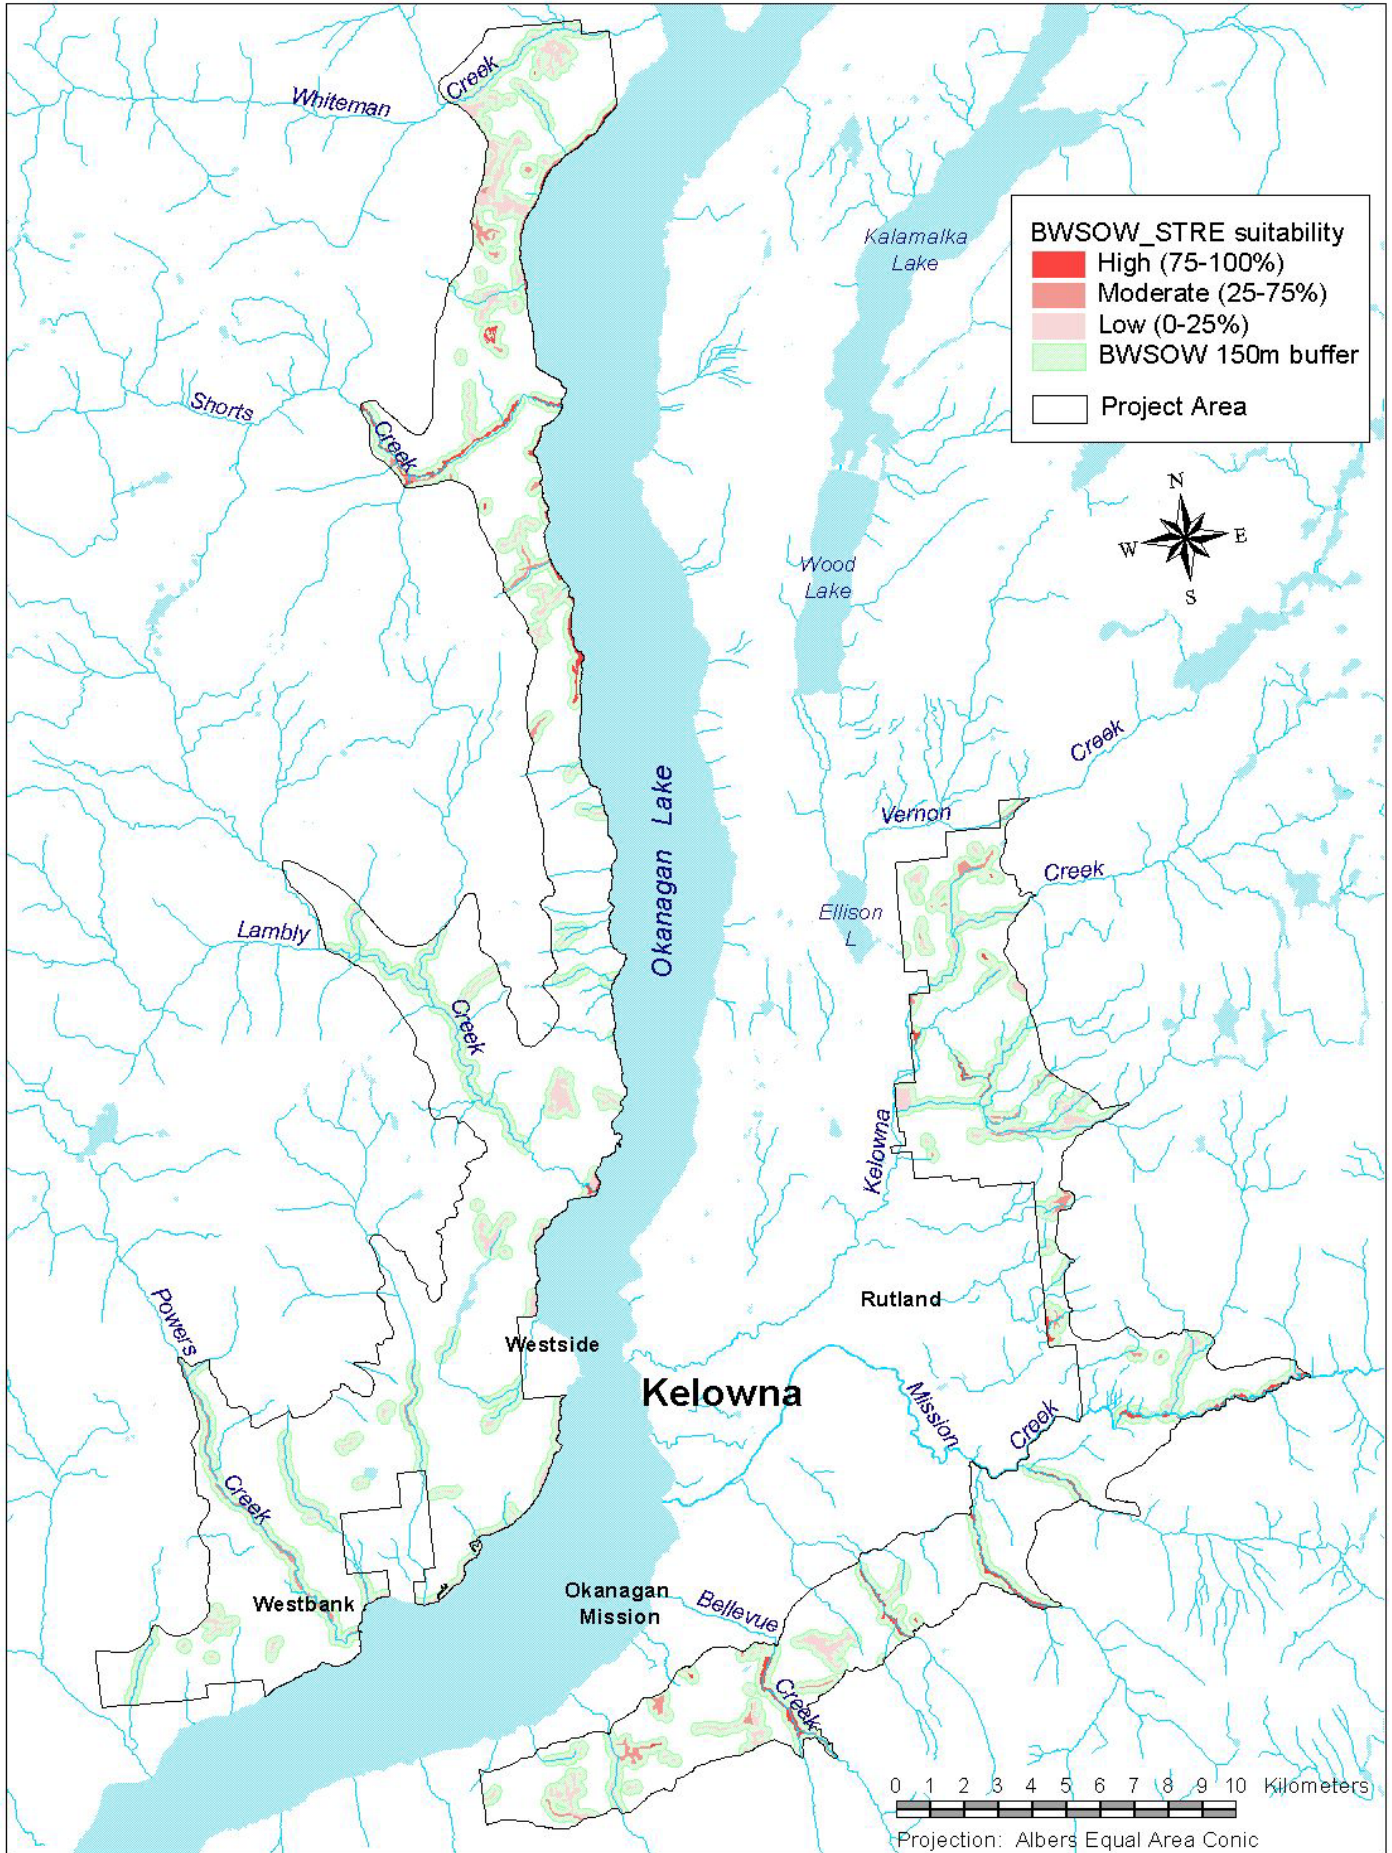 Creek
Whiteman
Kalamalka
Lake
BWSOW_STRE suitability
High (75-100%)
Moderate (25-75%)
Low (0-25%)
BWSOW 150m buffer
Project Area
Shorts
Creek
N
W
E
S
Wood
Lake
Creek
Vernon
Okanagan Lake
Creek
Ellison
L
Lambly
Creek
Kelowna
Powers
Rutland
Westside
Kelowna
Mission
Creek
Creek
Westbank
Okanagan
Mission
Bellevue
Creek
0 1 2 3 4 5 6 7 8 9 10 Kilometers
Projection: Albers Equal Area Conic